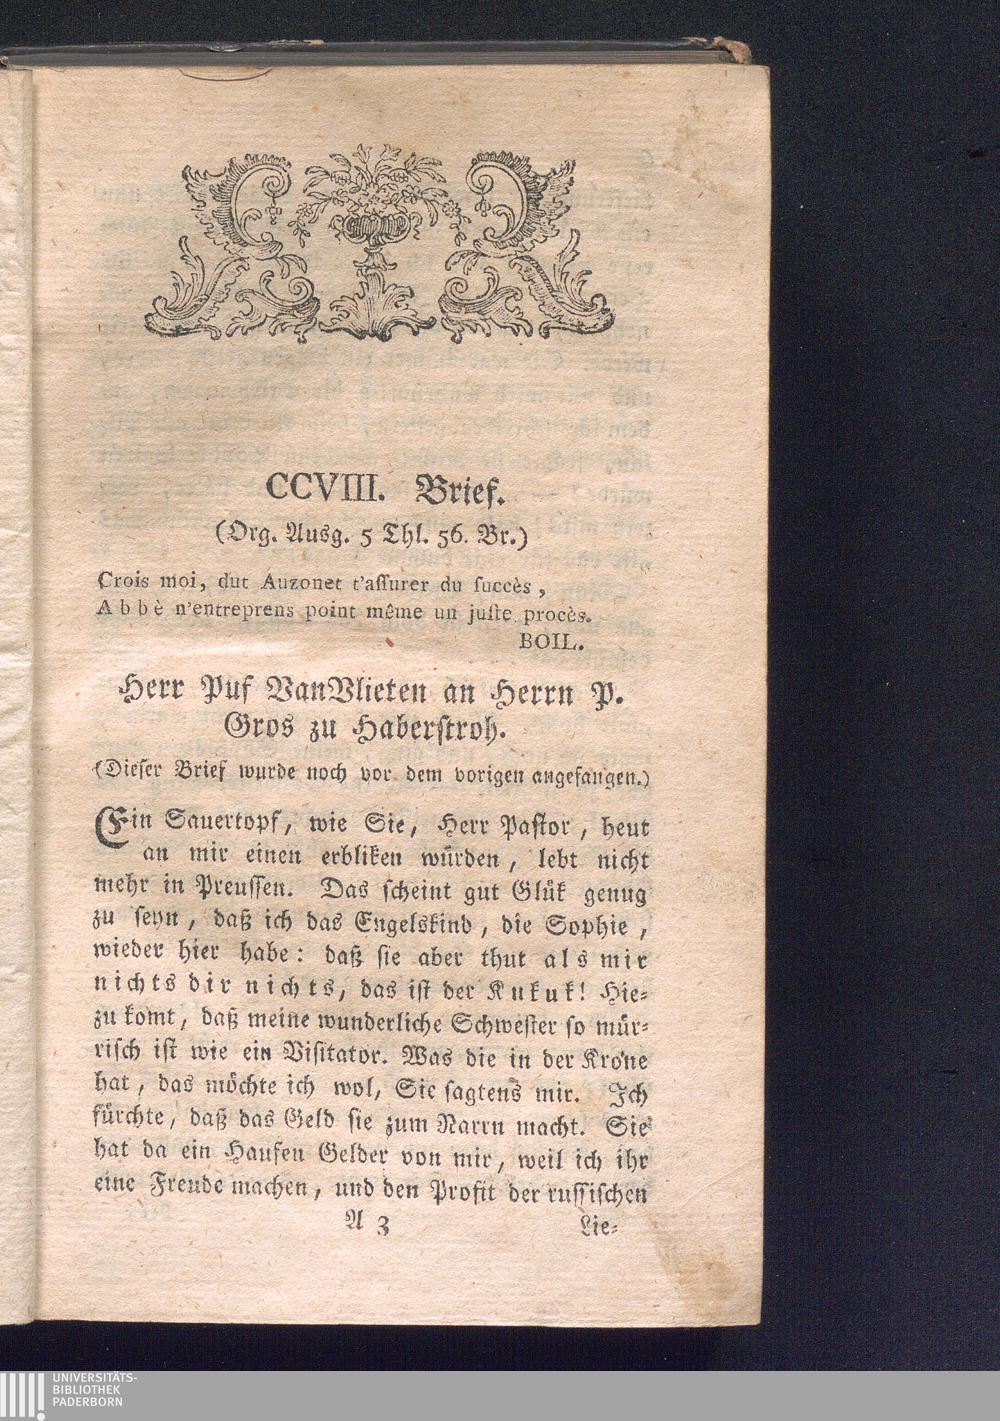 CCVIII. Brief.
(Org. Ausg. 5 Thl. 56. Br.)
Crois moi, dut Auzonet t'assurer du succès,
Abbè n'entreprens point même un juste procès.
BOIL.
Herr Puf VanVlieten an Herrn P.
Gros zu Haberstroh.
(Dieser Brief wurde noch vor dem vorigen angefangen.)
Ein Sauertopf, wie Sie, Herr Pastor, heut
an mir einen erbliken würden, lebt nicht
mehr in Preussen. Das scheint gut Glük genug
zu seyn, daß ich das Engelskind, die Sophie,
wieder hier habe: daß sie aber thut als mir
nichts dir nichts, das ist der Kukuk! Hie-
zu komt, daß meine wunderliche Schwester so mür-
risch ist wie ein Visitator. Was die in der Krone
hat, das möchte ich wol, Sie sagtens mir. Ich
fürchte, daß das Geld sie zum Narrn macht. Sie
hat da ein Haufen Gelder von mir, weil ich ihr
eine Freude machen, und den Profit der russischen
A 3 Lie-
UNIVERSITÄTS-
BIBLIOTHEK
PADERBORN